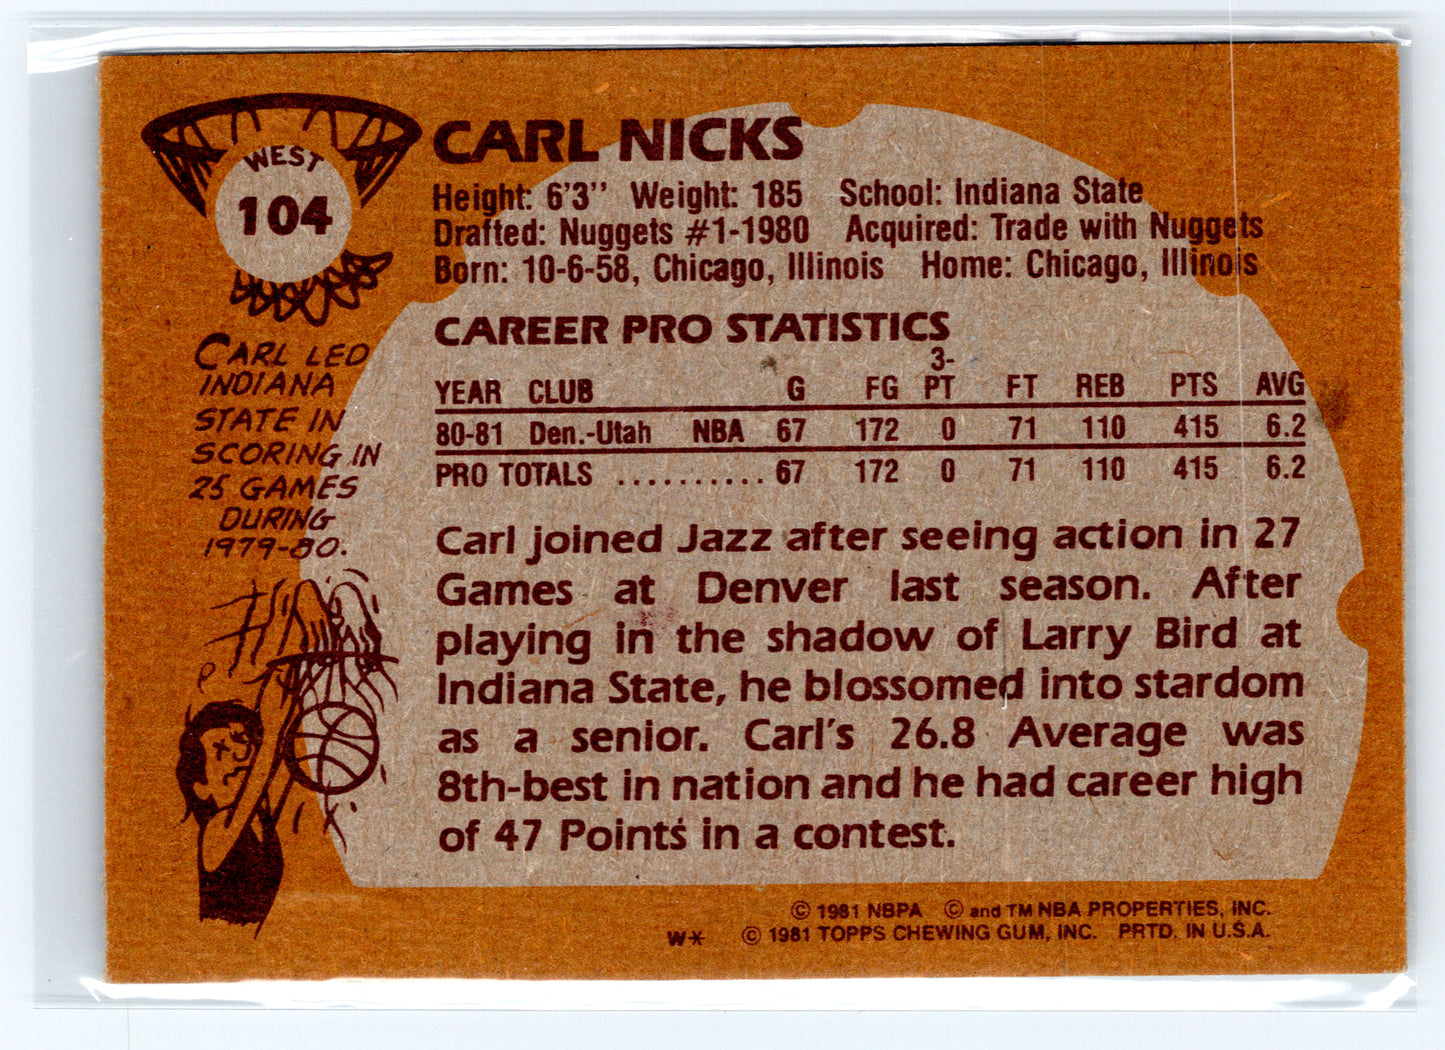 WEST
104
CARL NICKS
Height: 6'3'' Weight: 185 School: Indiana State
Drafted: Nuggets #1-1980 Acquired: Trade with Nuggets
Born: 10-6-58, Chicago, Illinois Home: Chicago, Illinois
CARL LED
INDIANA
STATE IN
SCORING IN
25 GAMES
DURING
1979-80.
CAREER PRO STATISTICS
YEAR CLUB G FG 3-PT FT REB PTS AVG
80-81 Den.-Utah NBA 67 172 0 71 110 415 6.2
PRO TOTALS .......... 67 172 0 71 110 415 6.2
Carl joined Jazz after seeing action in 27
Games at Denver last season. After
playing in the shadow of Larry Bird at
Indiana State, he blossomed into stardom
as a senior. Carl's 26.8 Average was
8th-best in nation and he had career high
of 47 Points in a contest.
© 1981 NBPA © and TM NBA PROPERTIES, INC.
W* © 1981 TOPPS CHEWING GUM, INC. PRTD. IN U.S.A.